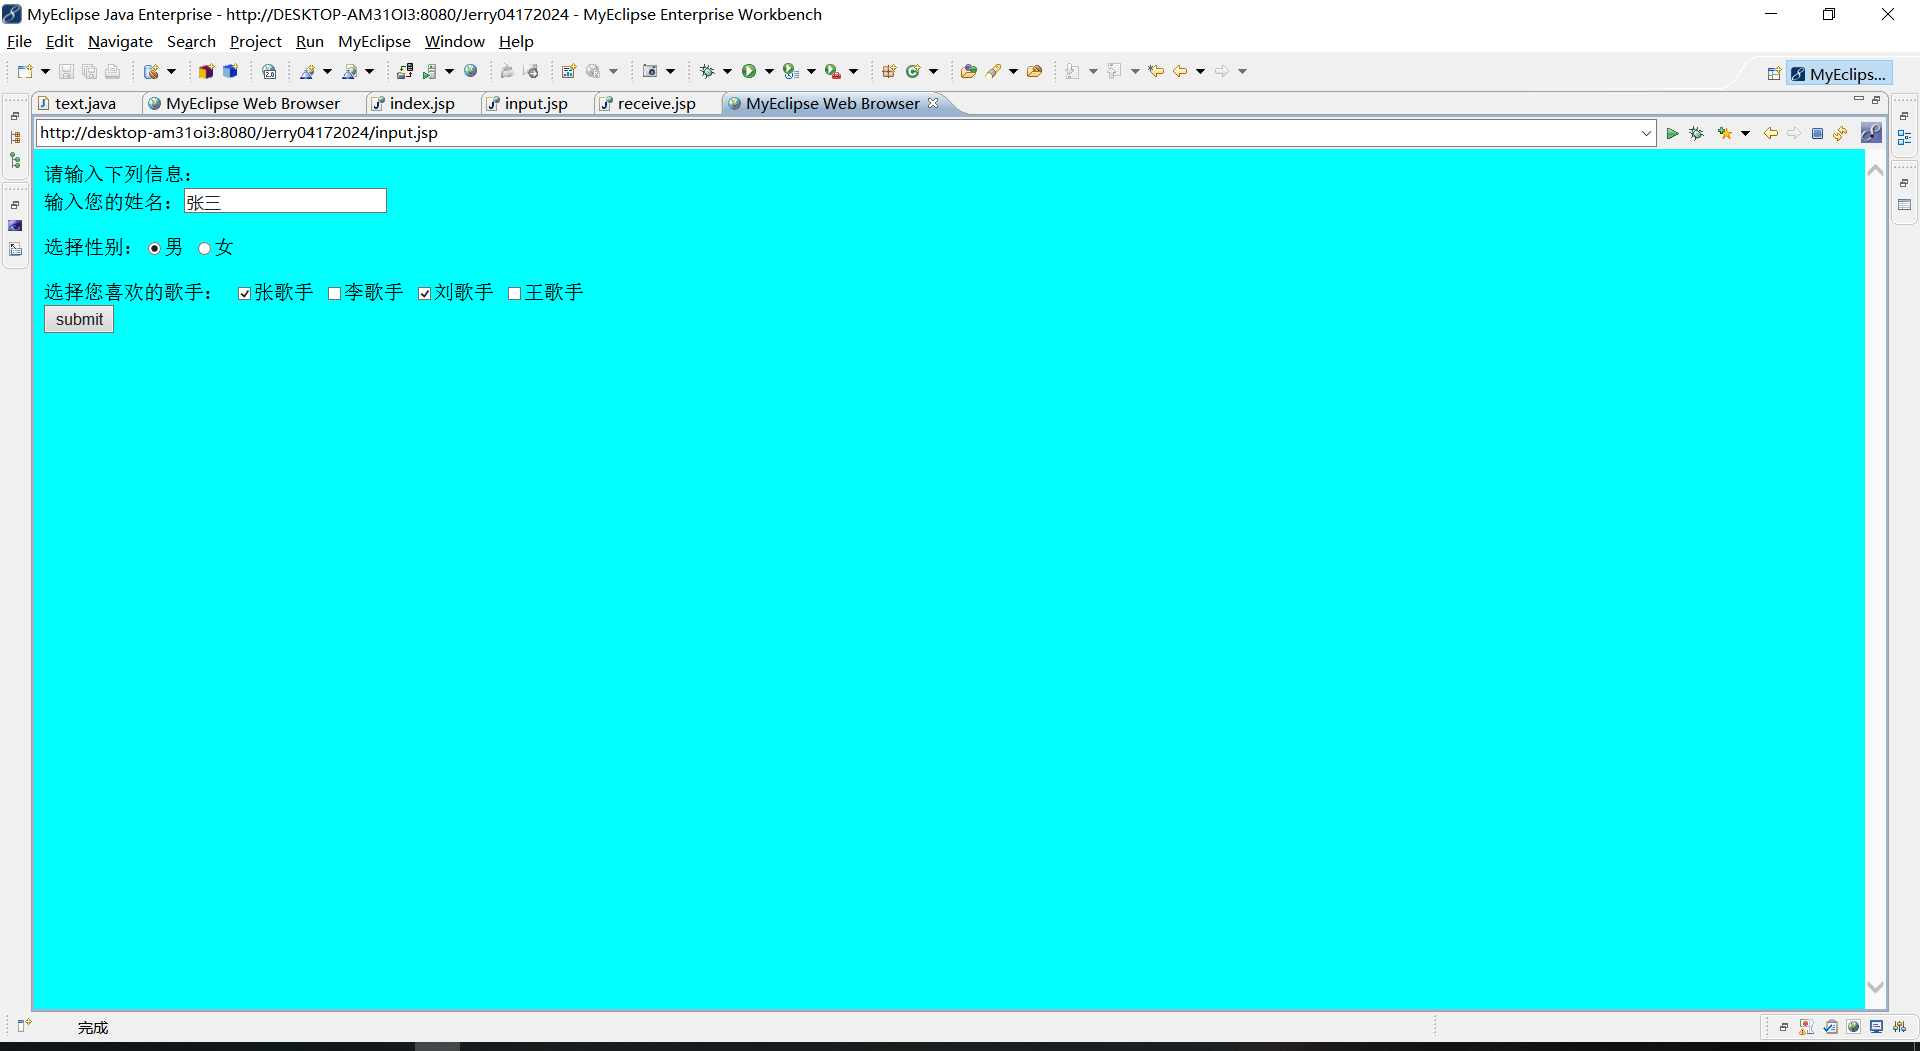 MyEclipse Java Enterprise - http://DESKTOP-AM31OI3:8080/Jerry04172024 - MyEclipse Enterprise Workbench
File Edit Navigate Search Project Run MyEclipse Window Help
MyEclips...
text.java MyEclipse Web Browser index.jsp input.jsp receive.jsp MyEclipse Web Browser
http://desktop-am31oi3:8080/Jerry04172024/input.jsp
请输入下列信息：
输入您的姓名： 张三
选择性别： 男 女
选择您喜欢的歌手： 张歌手 李歌手 刘歌手 王歌手
submit
完成